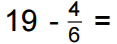 19 - 4/6 =